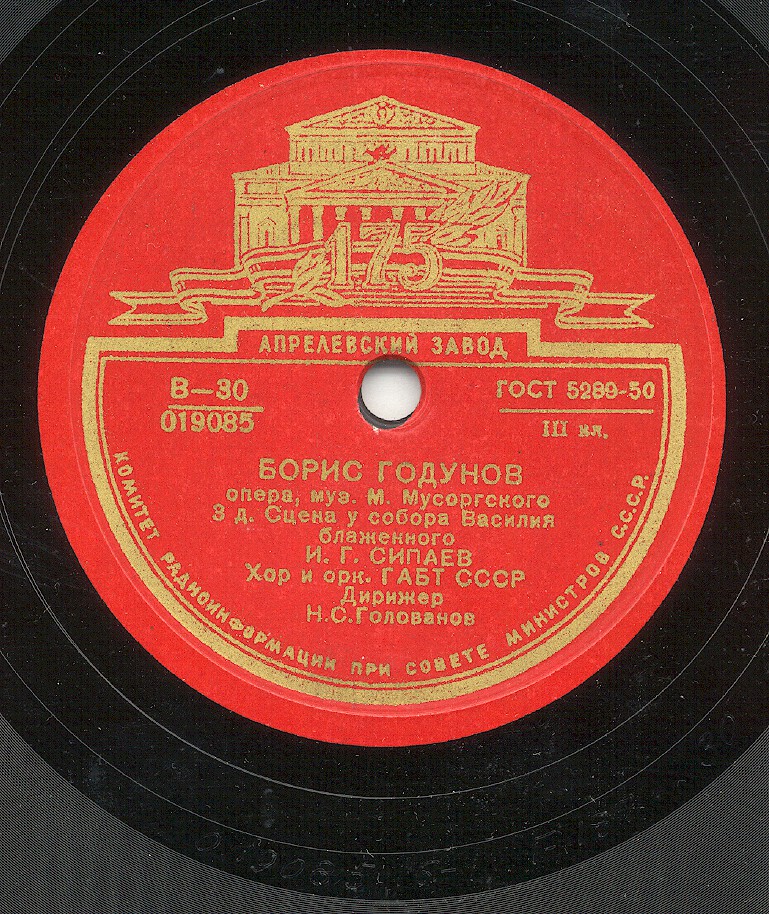 175
АПРЕЛЕВСКИЙ ЗАВОД
В—30
019085
ГОСТ 5289-50
III кл.
БОРИС ГОДУНОВ
опера, муз. М. Мусоргского
3 д. Сцена у собора Василия
блаженного
И. Г. СИПАЕВ
Хор и орк. ГАБТ СССР
Дирижер
Н.С.Голованов
КОМИТЕТ РАДИОИНФОРМАЦИИ ПРИ СОВЕТЕ МИНИСТРОВ С.С.С.Р.